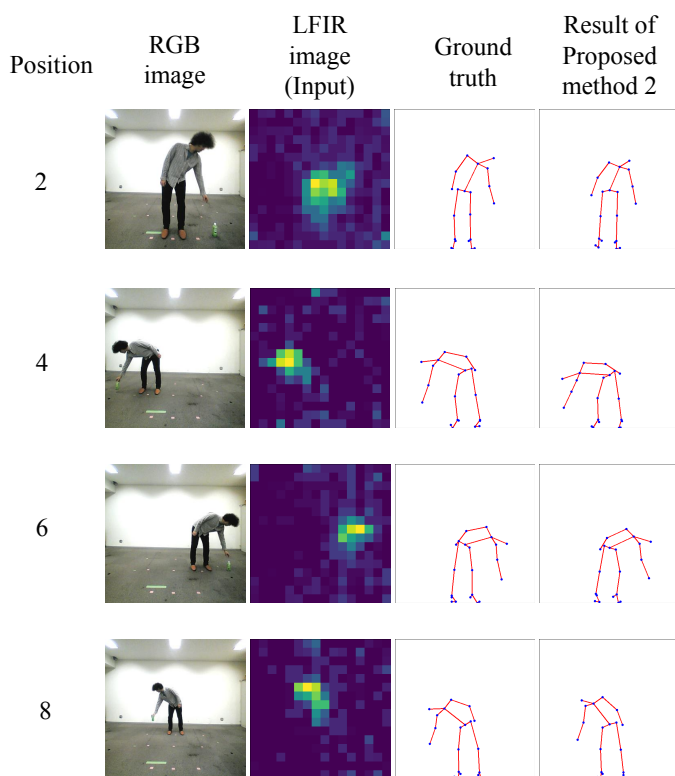 Position
RGB
image
LFIR
image
(Input)
Ground
truth
Result of
Proposed
method 2
2
4
6
8